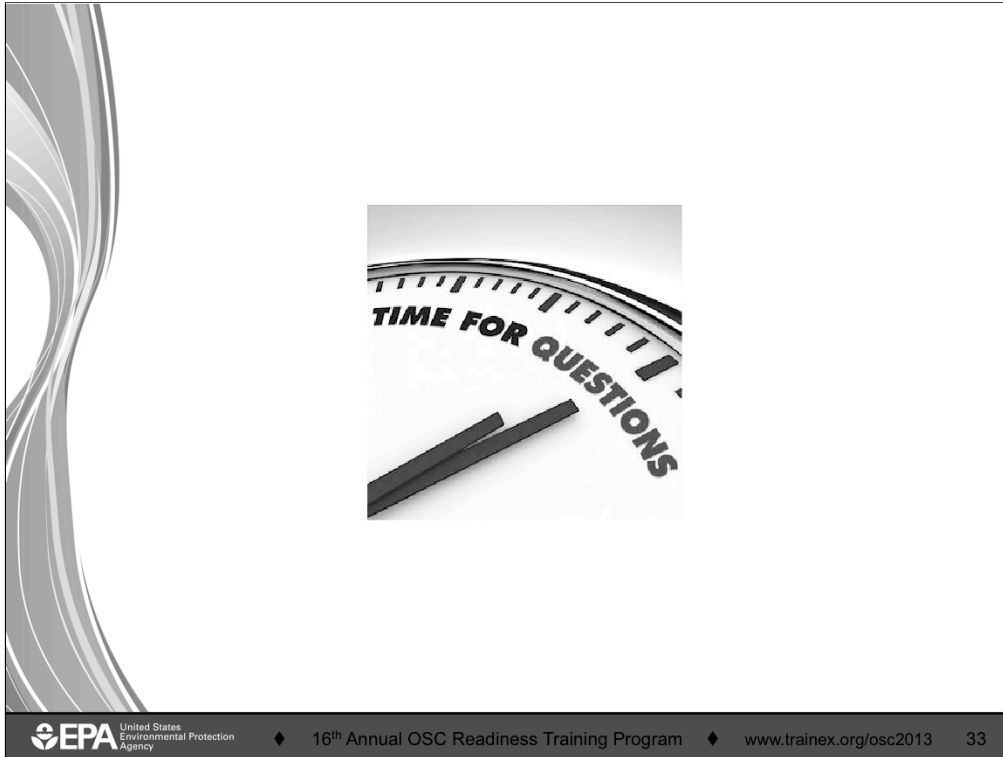 TIME FOR QUESTIONS
EPA United States
Environmental Protection
Agency
♦ 16th Annual OSC Readiness Training Program ♦ www.trainex.org/osc2013 33